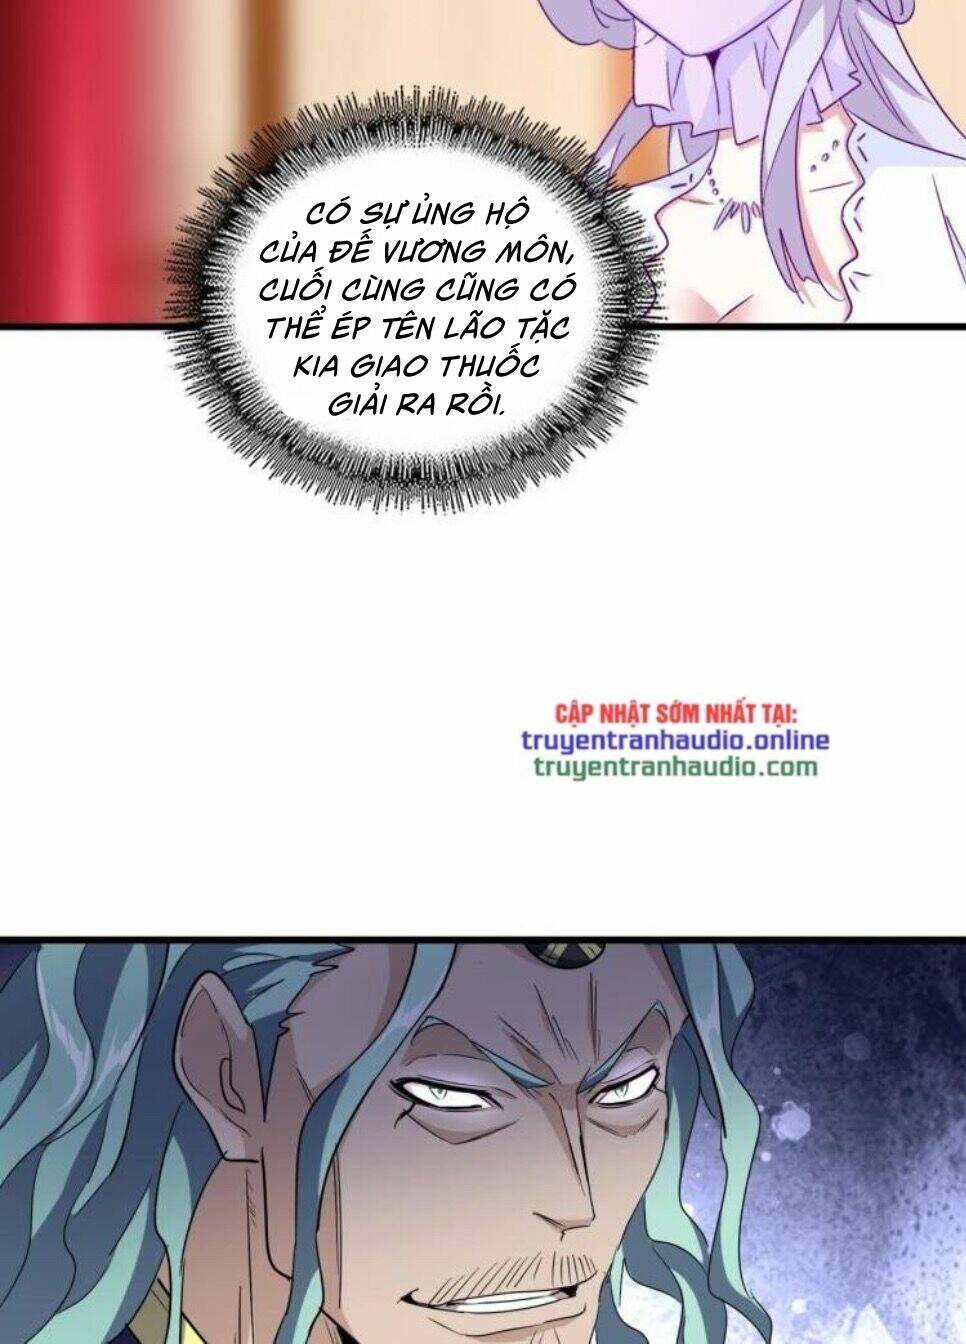 CÓ SỰ ỦNG HỘ
CỦA ĐẾ VƯƠNG MÔN,
CUỐI CÙNG CŨNG CÓ
THỂ ÉP TÊN LÃO TẶC
KIA GIAO THUỐC
GIẢI RA RỒI.
CẬP NHẬT SỚM NHẤT TẠI:
truyentranhaudio.online
truyentranhaudio.com